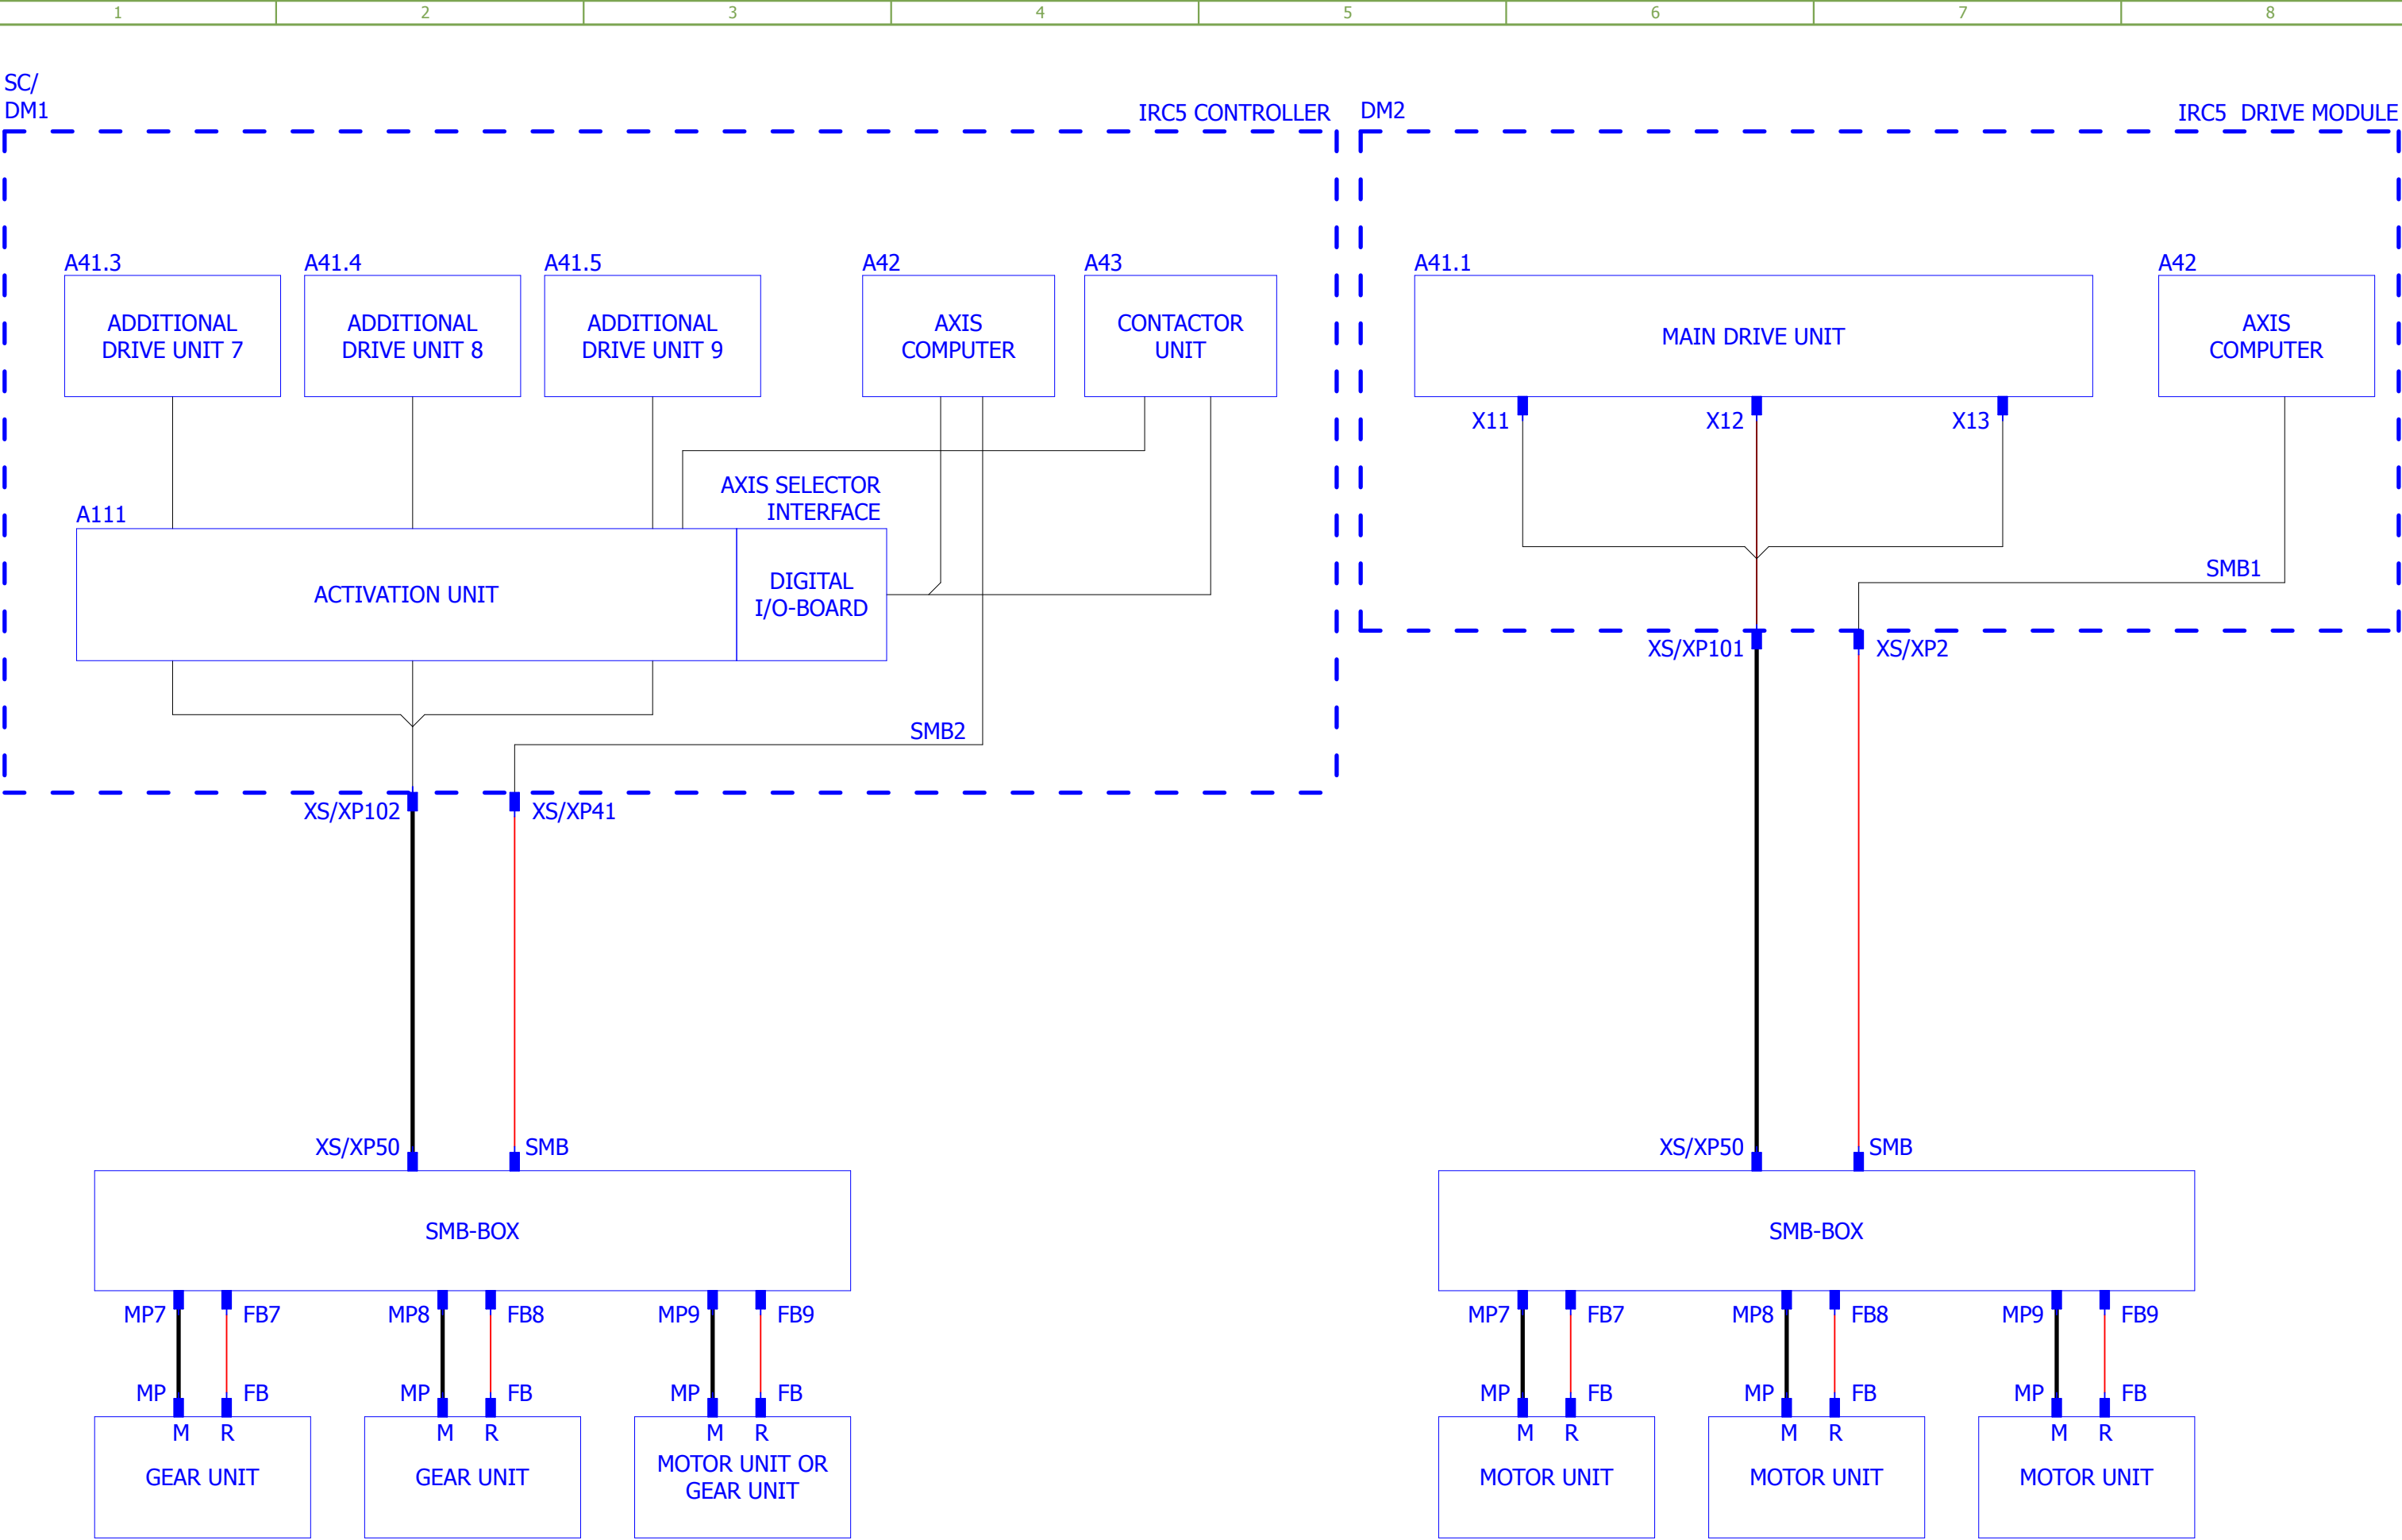 1 2 3 4 5 6 7 8
SC/
DM1
IRC5 CONTROLLER
DM2
IRC5 DRIVE MODULE
A41.3
A41.4
A41.5
A42
A43
A41.1
A42
ADDITIONAL
DRIVE UNIT 7
ADDITIONAL
DRIVE UNIT 8
ADDITIONAL
DRIVE UNIT 9
AXIS
COMPUTER
CONTACTOR
UNIT
MAIN DRIVE UNIT
AXIS
COMPUTER
X11
X12
X13
AXIS SELECTOR
INTERFACE
A111
ACTIVATION UNIT
DIGITAL
I/O-BOARD
SMB1
XS/XP101
XS/XP2
SMB2
XS/XP102
XS/XP41
XS/XP50
SMB
XS/XP50
SMB
SMB-BOX
SMB-BOX
MP7
FB7
MP8
FB8
MP9
FB9
MP7
FB7
MP8
FB8
MP9
FB9
MP
FB
MP
FB
MP
FB
MP
FB
MP
FB
MP
FB
M R
M R
M R
M R
M R
M R
GEAR UNIT
GEAR UNIT
MOTOR UNIT OR
GEAR UNIT
MOTOR UNIT
MOTOR UNIT
MOTOR UNIT